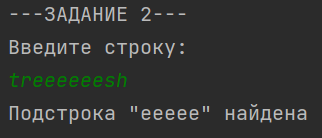 ---ЗАДАНИЕ 2---
Введите строку:
treeeeeesh
Подстрока "eeeee" найдена